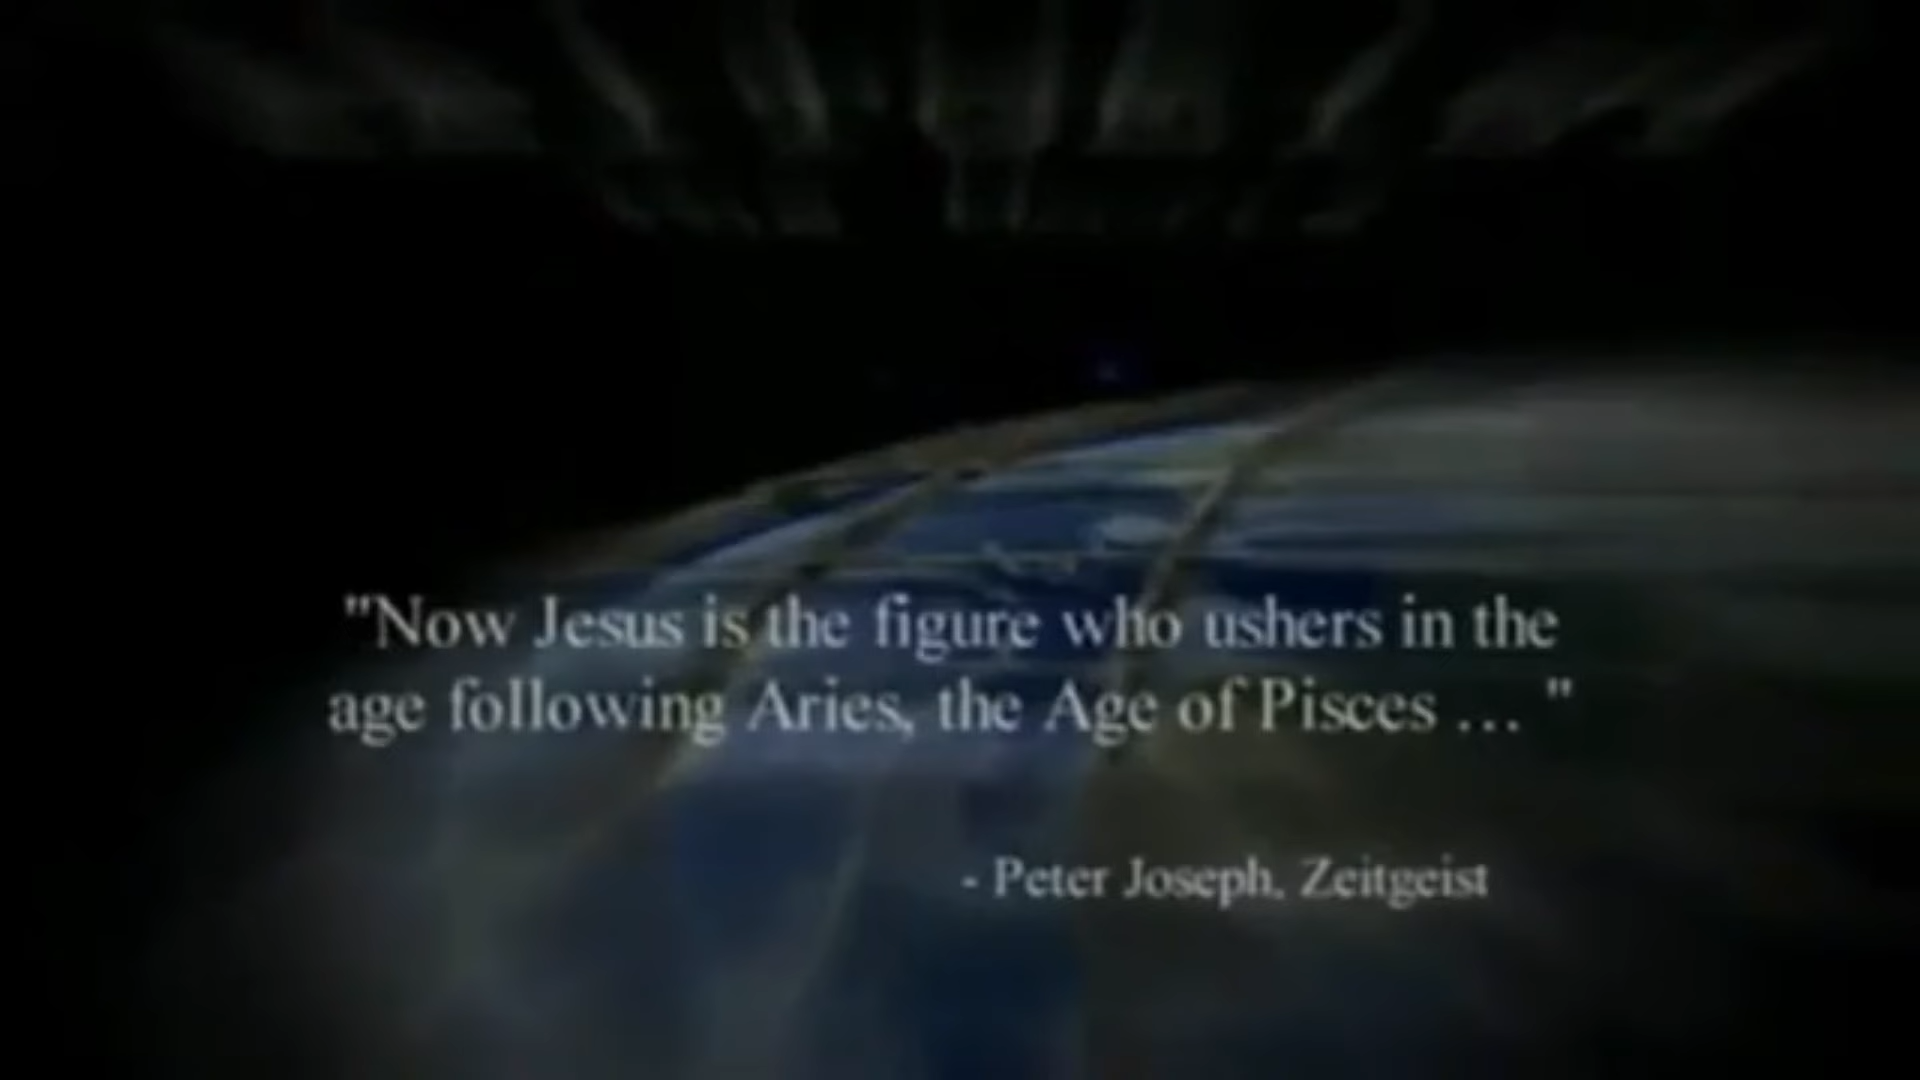 "Now Jesus is the figure who ushers in the
age following Aries, the Age of Pisces ... "
- Peter Joseph, Zeitgeist